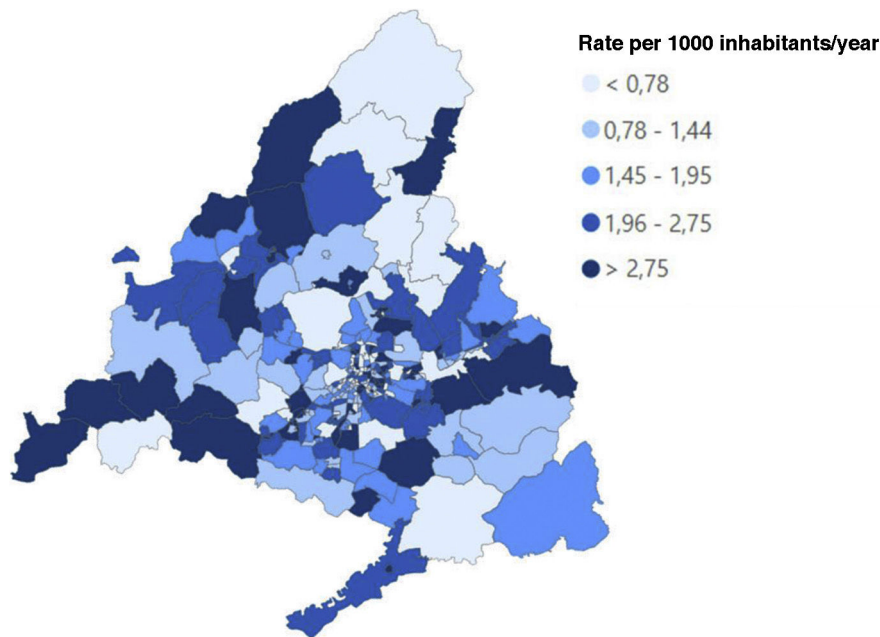 Rate per 1000 inhabitants/year
< 0,78
0,78 - 1,44
1,45 - 1,95
1,96 - 2,75
> 2,75